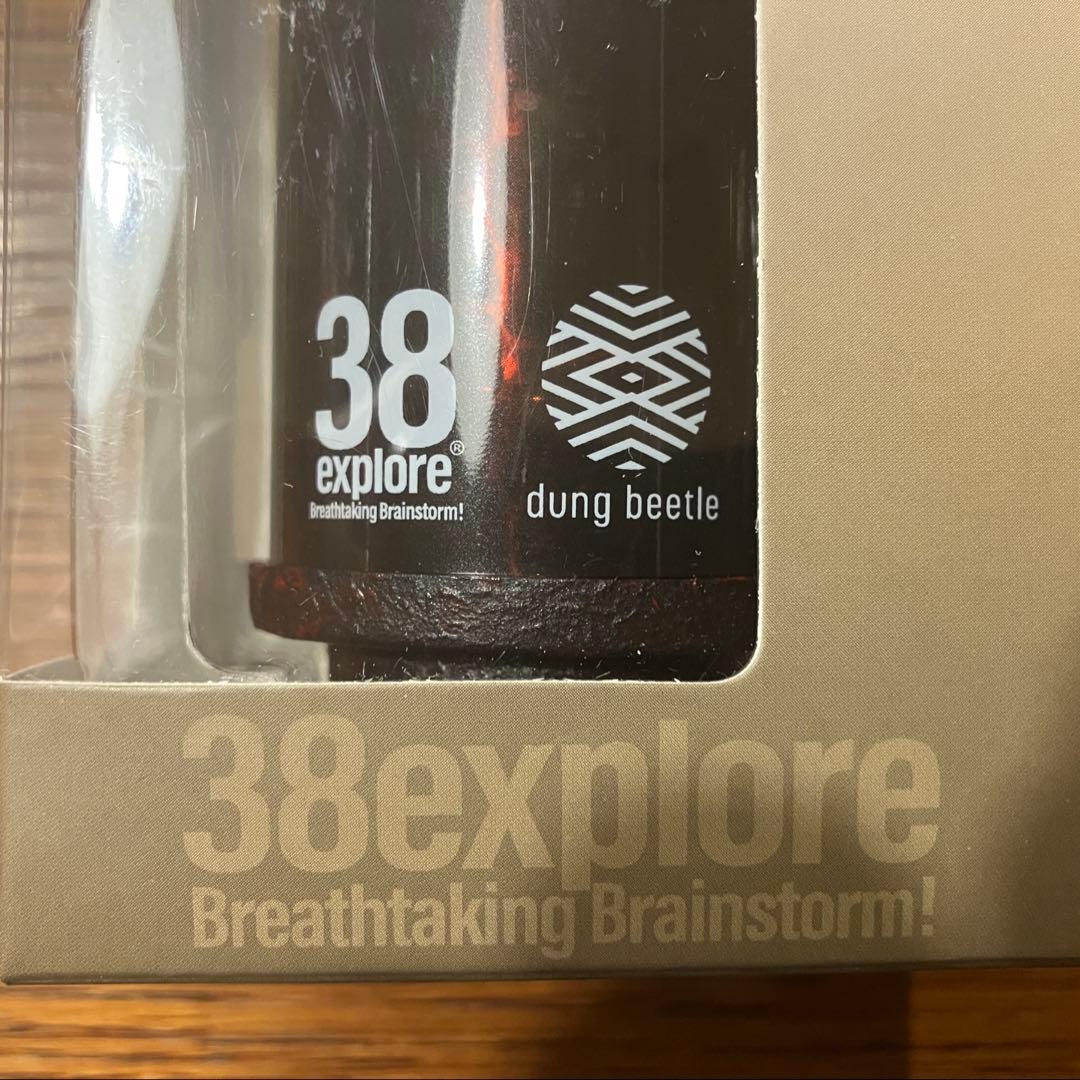 38
explore®
Breathtaking Brainstorm!
dung beetle
38explore
Breathtaking Brainstorm!